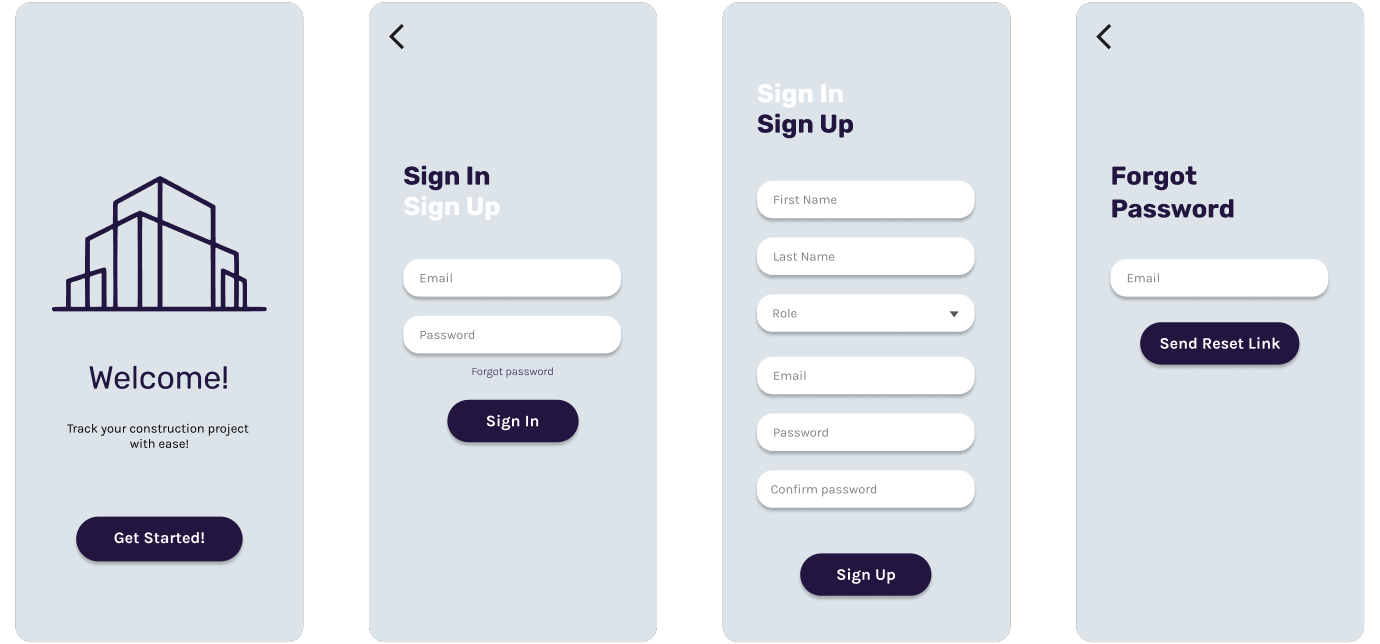 Welcome!
Track your construction project
with ease!
Get Started!
Sign In
Sign Up
Email
Password
Forgot password
Sign In
Sign In
Sign Up
First Name
Last Name
Role
Email
Password
Confirm password
Sign Up
Forgot
Password
Email
Send Reset Link